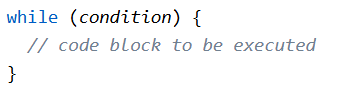 while (condition) {
  // code block to be executed
}